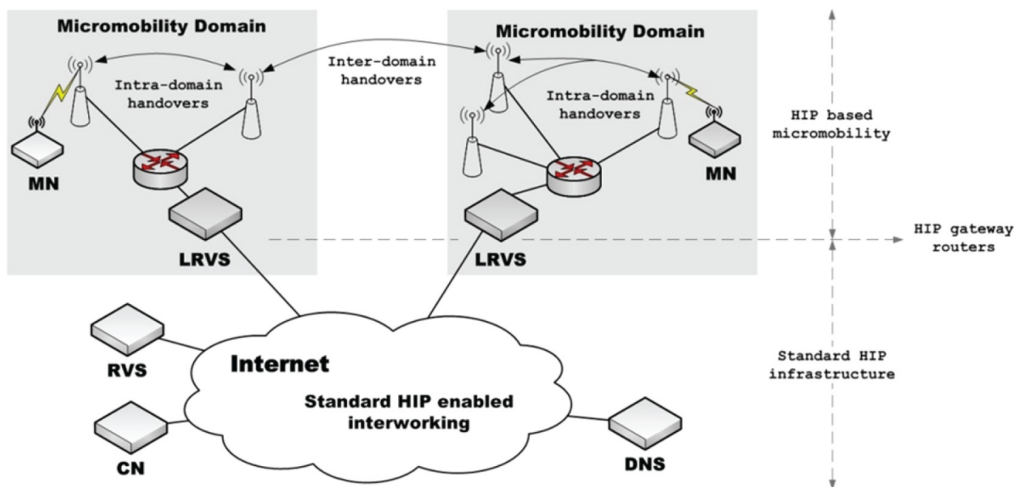 Micromobility Domain
Micromobility Domain
Inter-domain
handovers
Intra-domain
handovers
Intra-domain
handovers
HIP based
micromobility
MN
MN
LRVS
LRVS
HIP gateway
routers
RVS
Internet
Standard HIP enabled
interworking
Standard HIP
infrastructure
CN
DNS